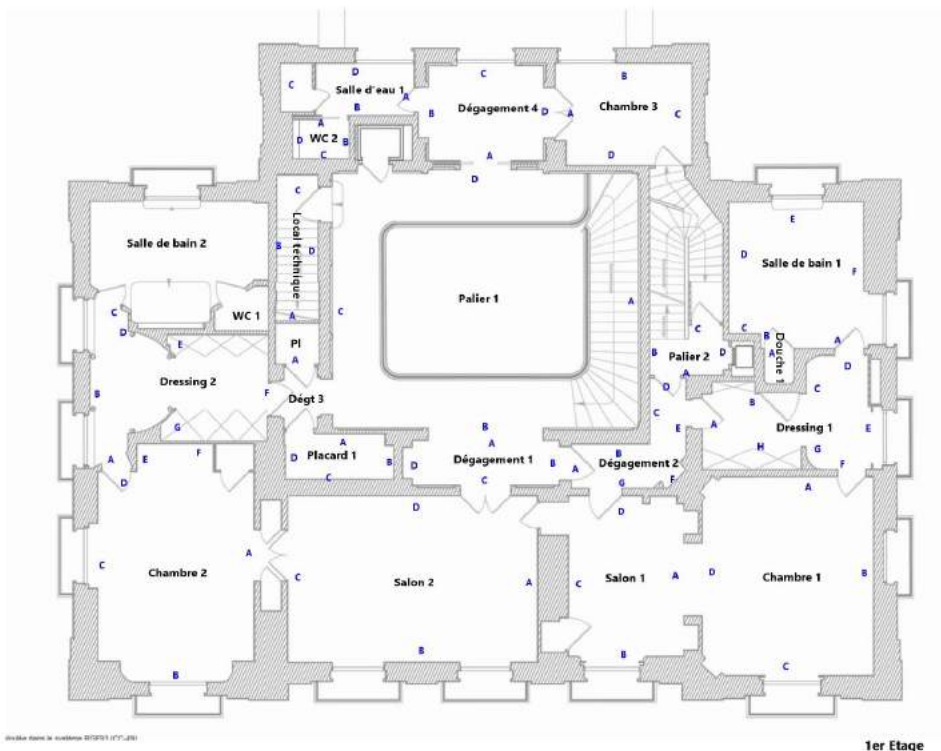 C
D
Salle d'eau 1
A
B
C
B
Dégagement 4
D
A
B
A
Chambre 3
C
D
A
D
WC 2
B
C
D
C
Local technique
B
D
A
Salle de bain 2
WC 1
C
D
C
Palier 1
A
E
D
Salle de bain 1
F
C
B
A
A
Douche 1
D
C
B
Palier 2
D
A
Pl
A
E
B
Dressing 2
F
Dégt 3
G
D
C
E
B
A
C
Dressing 1
E
H
G
F
B
A
A
D
Placard 1
B
C
D
Dégagement 1
B
C
A
B
Dégagement 2
G
F
A
D
E
F
C
Chambre 2
A
B
D
C
Salon 2
A
B
D
C
Salon 1
A
B
A
D
Chambre 1
B
C
1er Etage